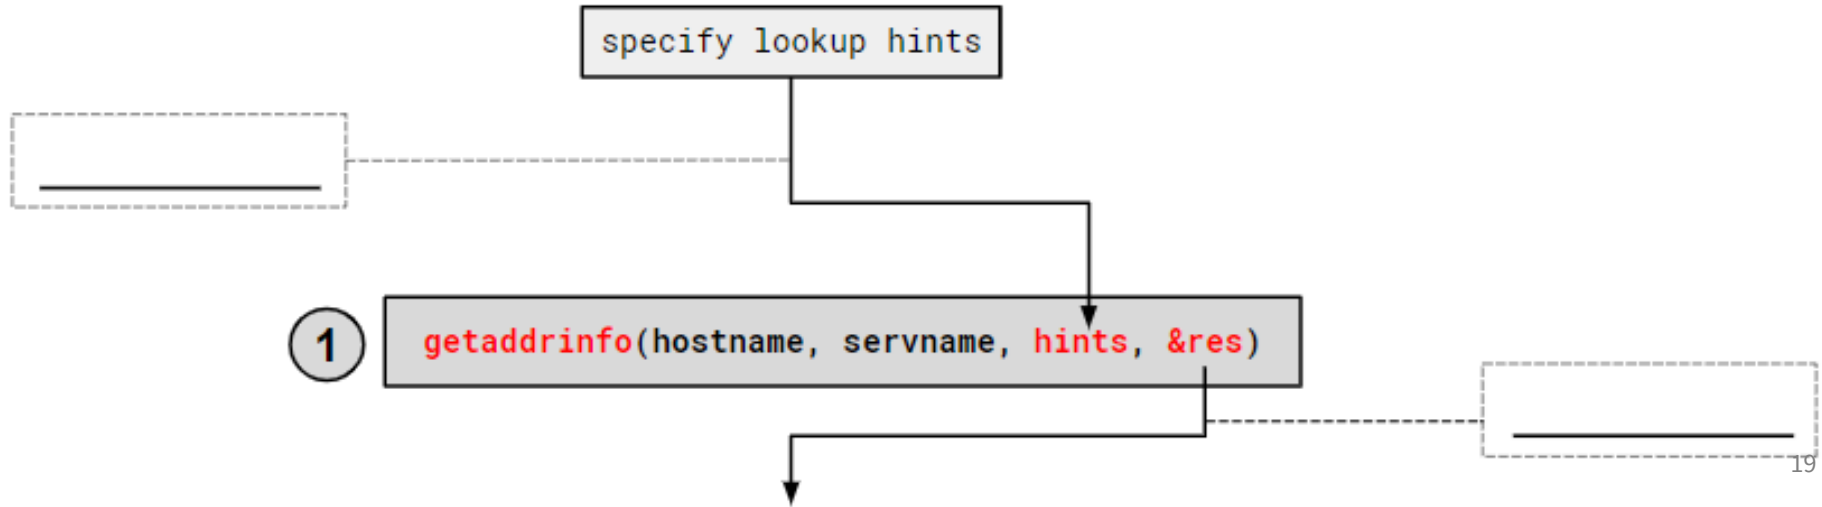 specify lookup hints
1
getaddrinfo(hostname, servname, hints, &res)
19